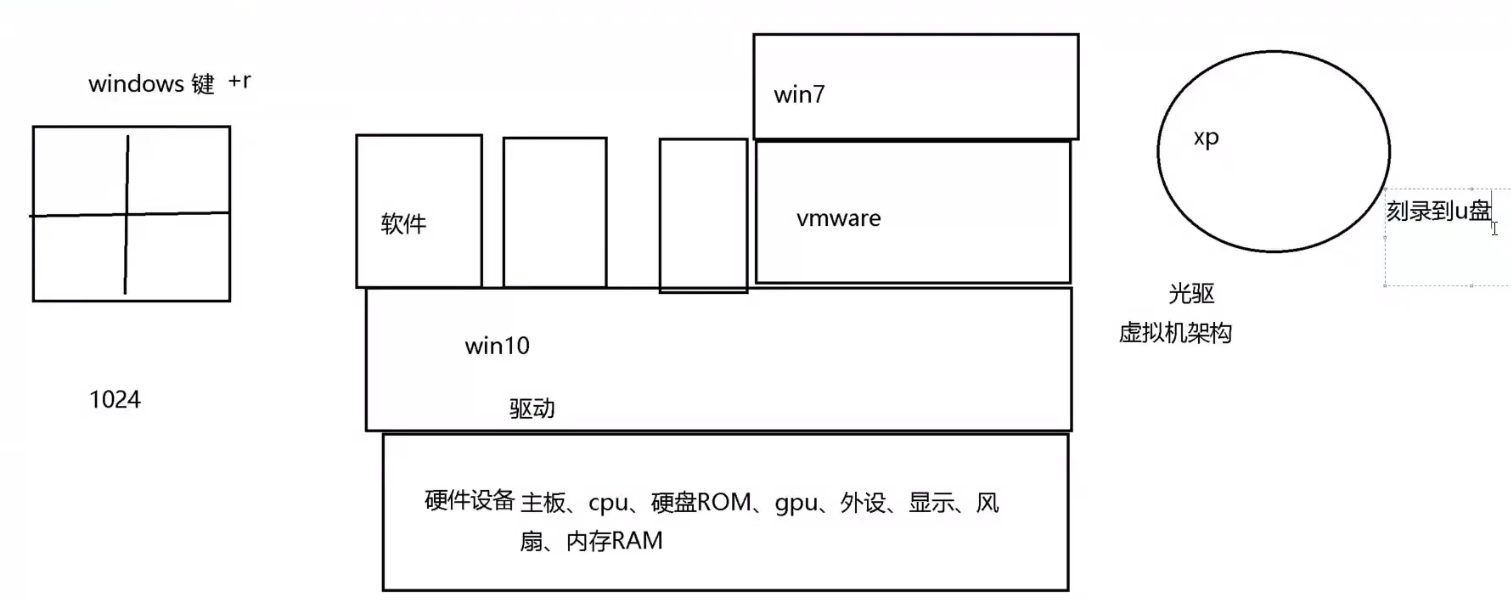 windows 键 +r
1024
软件
win7
vmware
win10
驱动
硬件设备 主板、cpu、硬盘ROM、gpu、外设、显示、风
扇、内存RAM
xp
刻录到u盘
光驱
虚拟机架构